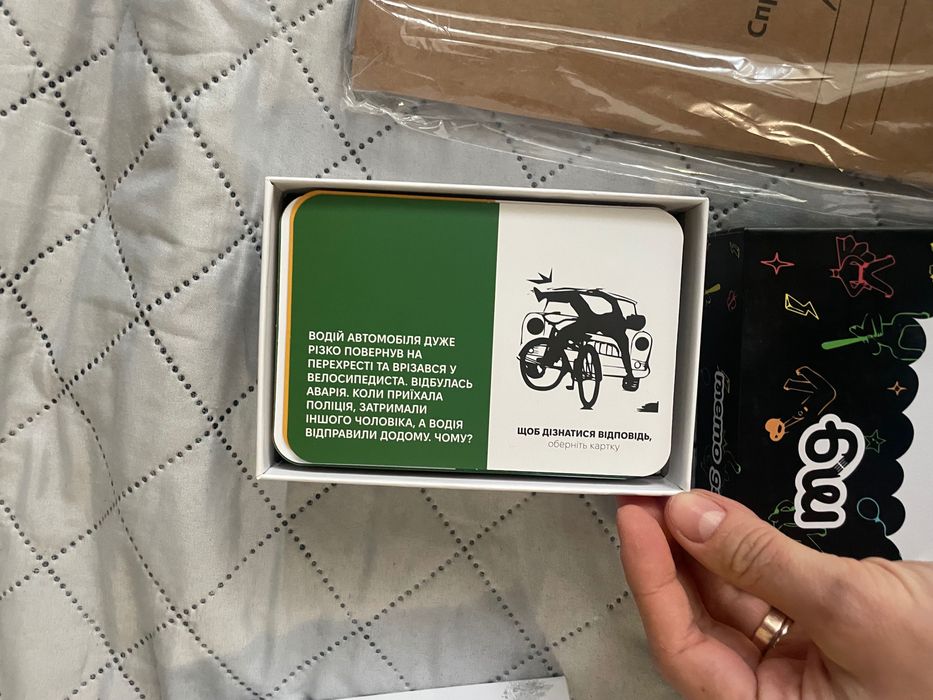 ВОДІЙ АВТОМОБІЛЯ ДУЖЕ
РІЗКО ПОВЕРНУВ НА
ПЕРЕХРЕСТІ ТА ВРІЗАВСЯ У
ВЕЛОСИПЕДИСТА. ВІДБУЛАСЬ
АВАРІЯ. КОЛИ ПРИЇХАЛА
ПОЛІЦІЯ, ЗАТРИМАЛИ
ІНШОГО ЧОЛОВІКА, А ВОДІЯ
ВІДПРАВИЛИ ДОДОМУ. ЧОМУ?
ЩОБ ДІЗНАТИСЯ ВІДПОВІДЬ,
оберніть картку